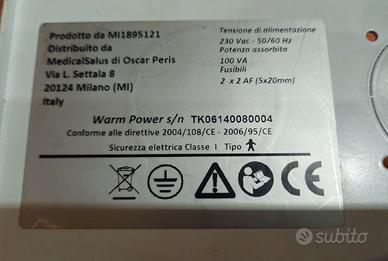 Prodotto da MI1895121
Distribuito da
MedicalSalus di Oscar Peris
Via L. Settala 8
20124 Milano (MI)
Italy
Tensione di alimentazione
230 Vac - 50/60 Hz
Potenza assorbita
100 VA
Fusibili
2 x 2 AF (5x20mm)
Warm Power s/n TK06140080004
Conforme alle direttive 2004/108/CE - 2006/95/CE
Sicurezza elettrica Classe I Tipo
CE
subito